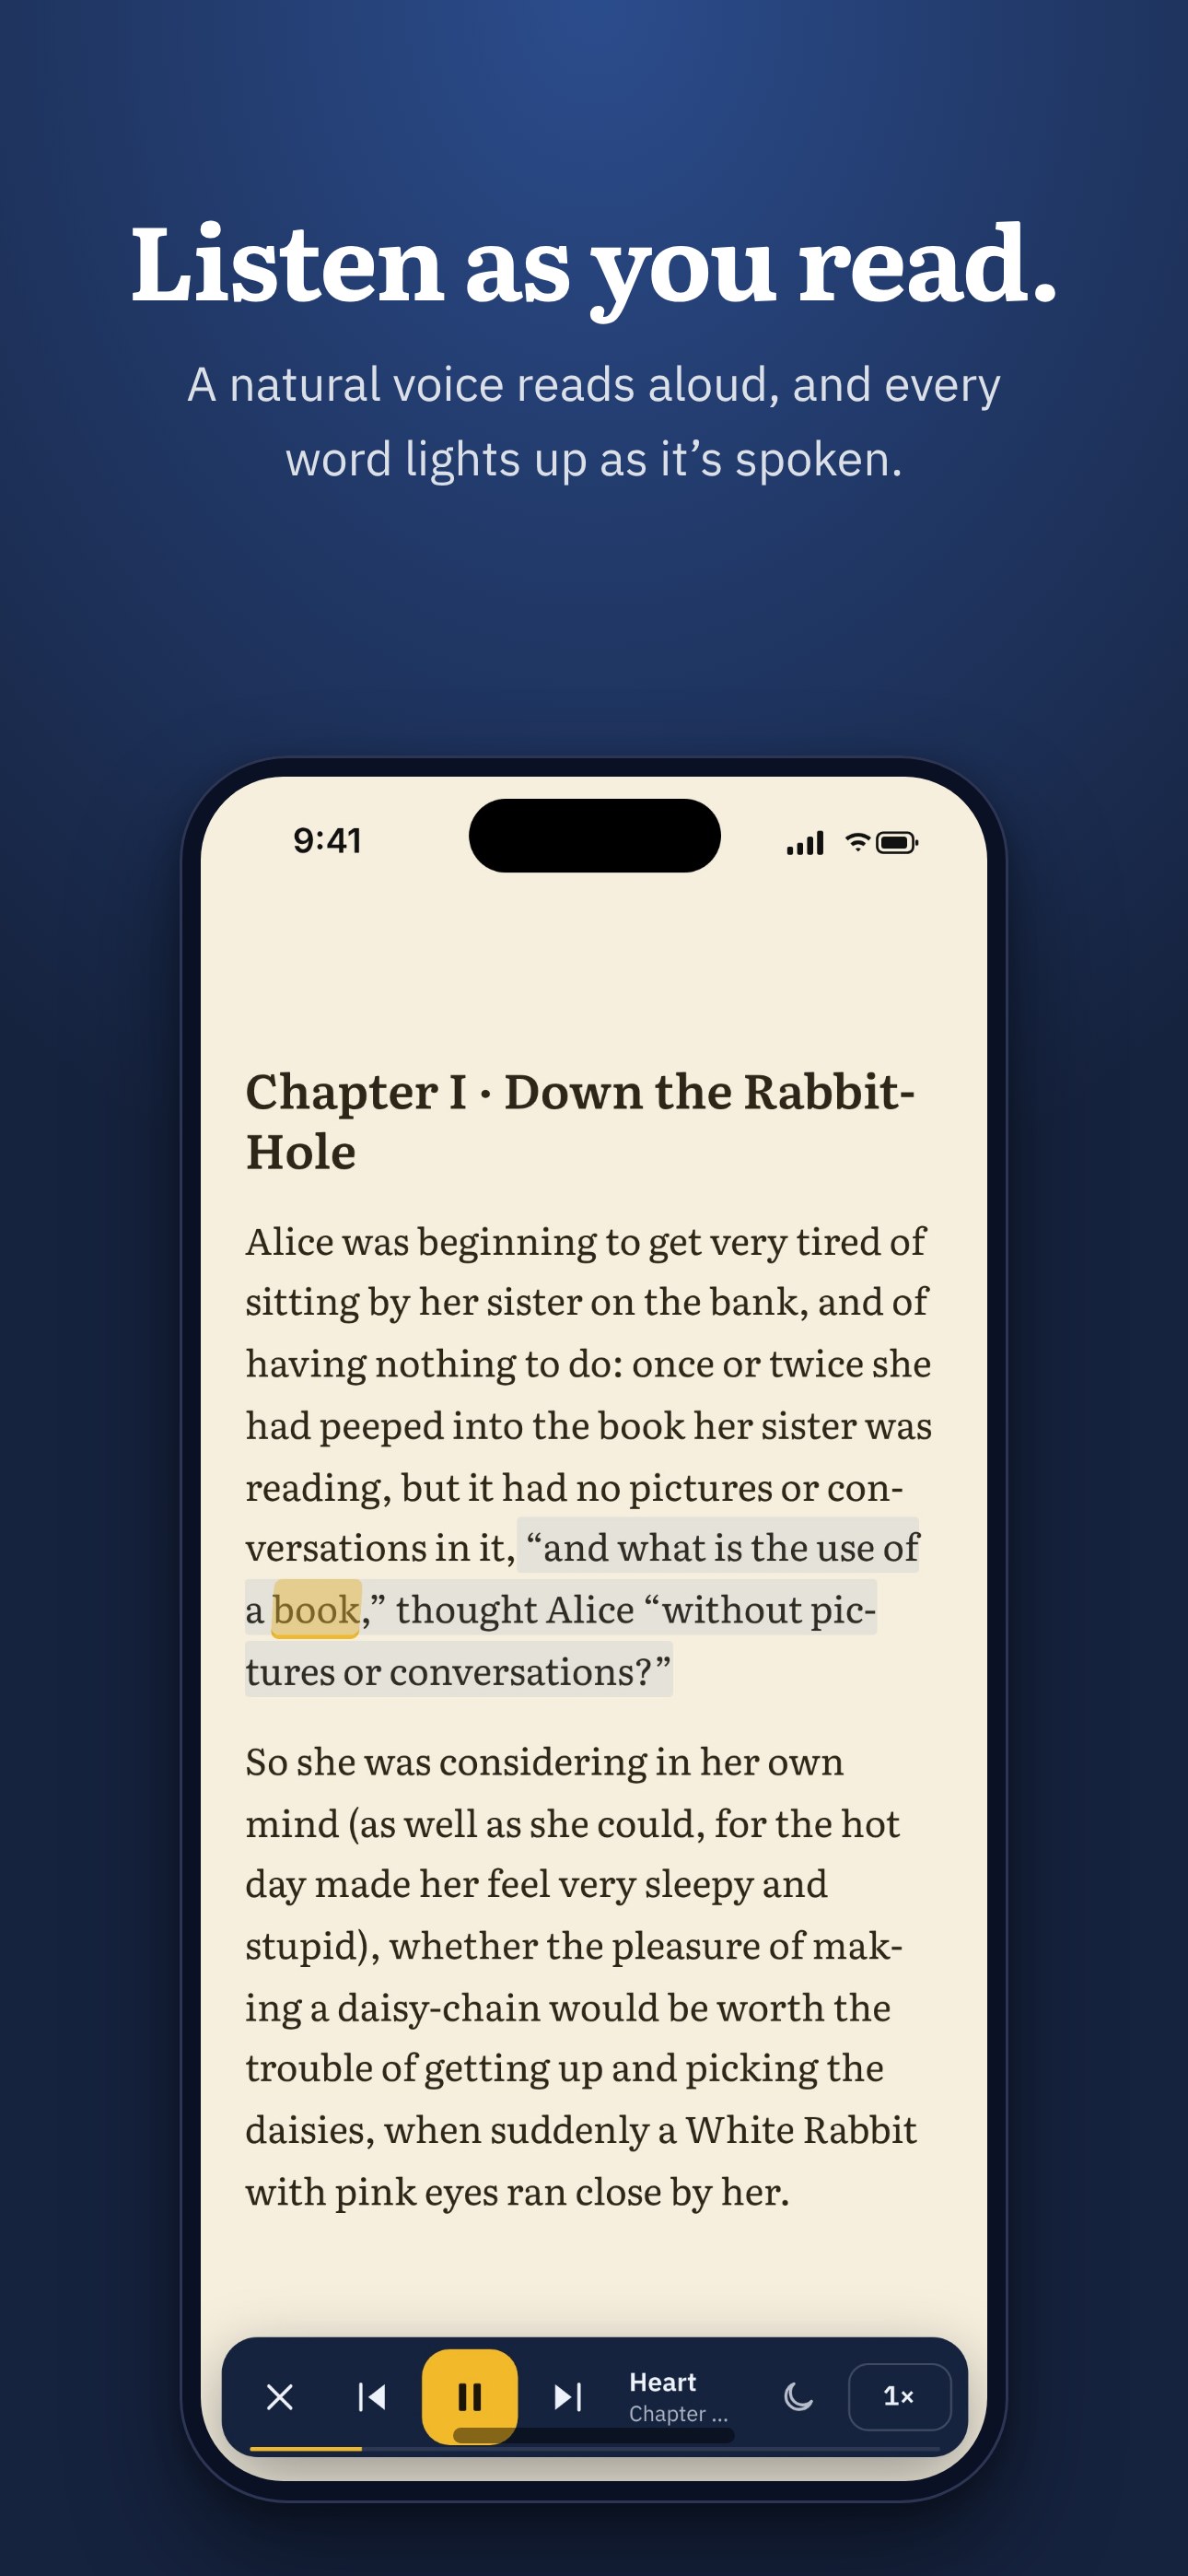 Listen as you read.
A natural voice reads aloud, and every
word lights up as it’s spoken.
9:41
Chapter I · Down the Rabbit-
Hole
Alice was beginning to get very tired of
sitting by her sister on the bank, and of
having nothing to do: once or twice she
had peeped into the book her sister was
reading, but it had no pictures or con-
versations in it, “and what is the use of
a book,” thought Alice “without pic-
tures or conversations?”
So she was considering in her own
mind (as well as she could, for the hot
day made her feel very sleepy and
stupid), whether the pleasure of mak-
ing a daisy-chain would be worth the
trouble of getting up and picking the
daisies, when suddenly a White Rabbit
with pink eyes ran close by her.
Heart
Chapter ...
1×